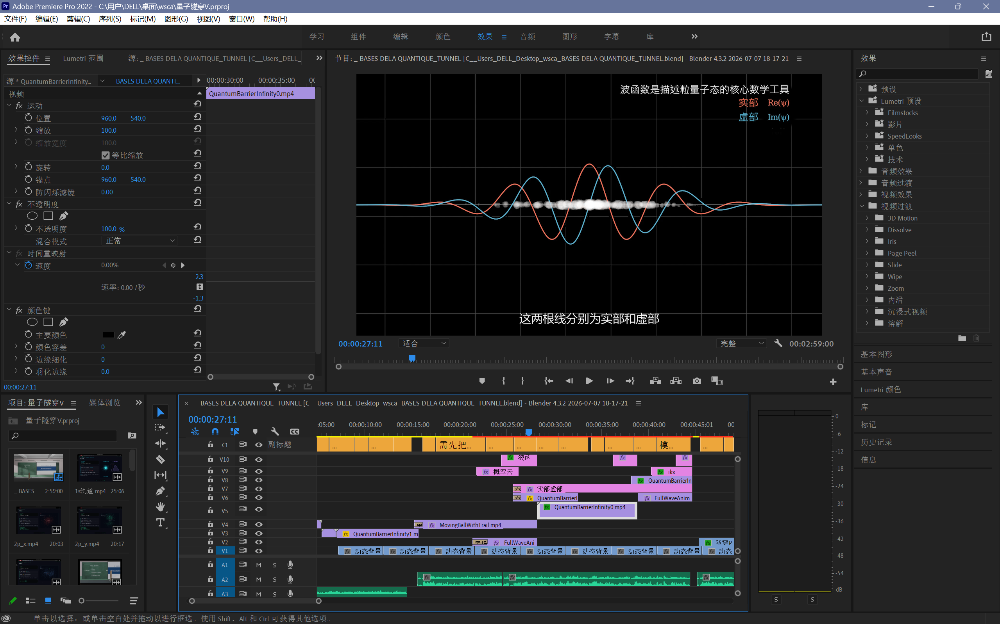 Adobe Premiere Pro 2022 - C:\用户\DELL\桌面\wsca\量子隧穿V.prproj
文件(F) 编辑(E) 剪辑(C) 序列(S) 标记(M) 图形(G) 视图(V) 窗口(W) 帮助(H)
学习 组件 编辑 颜色 效果 音频 图形 字幕 库
效果控件 Lumetri 范围 源: _ BASES DELA QUANTIQUE_TUNNEL [C__Users_DELL_
源 * QuantumBarrierInfinity... _ BASES DELA QUANTI... 00:00:30:00 00:00:35:00
视频 QuantumBarrierInfinity0.mp4
fx 运动
位置 960.0 540.0
缩放 100.0
缩放宽度 100.0
等比缩放
旋转 0.0
锚点 960.0 540.0
防闪烁滤镜 0.00
fx 不透明度
不透明度 100.0 %
混合模式 正常
fx 时间重映射
速度 0.00%
2.3
速率: 0.00 /秒
-1.3
fx 颜色键
主要颜色
颜色容差 0
边缘细化 0
羽化边缘 0.0
00:00:27:11
节目: _ BASES DELA QUANTIQUE_TUNNEL [C__Users_DELL_Desktop_wsca_BASES DELA QUANTIQUE_TUNNEL.blend] - Blender 4.3.2 2026-07-07 18-17-21
波函数是描述粒量子态的核心数学工具
实部 Re(ψ)
虚部 Im(ψ)
这两根线分别为实部和虚部
00:00:27:11 适合 完整 00:02:59:00
效果
预设
Lumetri 预设
Filmstocks
影片
SpeedLooks
单色
技术
音频效果
音频过渡
视频效果
视频过渡
3D Motion
Dissolve
Iris
Page Peel
Slide
Wipe
Zoom
内滑
沉浸式视频
溶解
基本图形
基本声音
Lumetri 颜色
库
标记
历史记录
信息
项目: 量子隧穿V 媒体浏览
量子隧穿V.prproj
_ BASES ... 2:59:00 1s轨道.mp4 25:06
2p_x.mp4 20:03 2p_y.mp4 20:17
× _ BASES DELA QUANTIQUE_TUNNEL [C__Users_DELL_Desktop_wsca_BASES DELA QUANTIQUE_TUNNEL.blend] - Blender 4.3.2 2026-07-07 18-17-21
00:00:27:11
:05:00 00:00:10:00 00:00:15:00 00:00:20:00 00:00:25:00 00:00:30:00 00:00:35:00 00:00:40:00 00:00:45:01 00
C1 副标题 ... ... 需先把... ... ... ... ... ... ... 模... ...
V10 fx 波函 fx fx
V9 fx 概率云 fx ikx
V8 fx QuantumBarrierIn
V7 fx 实部虚部
V6 fx QuantumBarrierI fx FullWaveAnim
V5 fx QuantumBarrierInfinity0.mp4
V4 fx MovingBallWithTrail.mp4
V3 fx QuantumBarrierInfinity1.m
V2 fx FullWaveAni fx 隧穿P
V1 fx 动态背景 fx 动态背景 fx 动态背景 fx 动态背景 fx 动态背景 fx 动态背景 fx 动态背景 fx 动态背景 fx 动态
A1 M S
A2 M S fx fx fx
A3 M S
0
-6
-12
-18
-24
-30
-36
-42
-48
-54
dB
S S
单击以选择，或单击空白处并拖动以进行框选。使用 Shift、Alt 和 Ctrl 可获得其他选项。